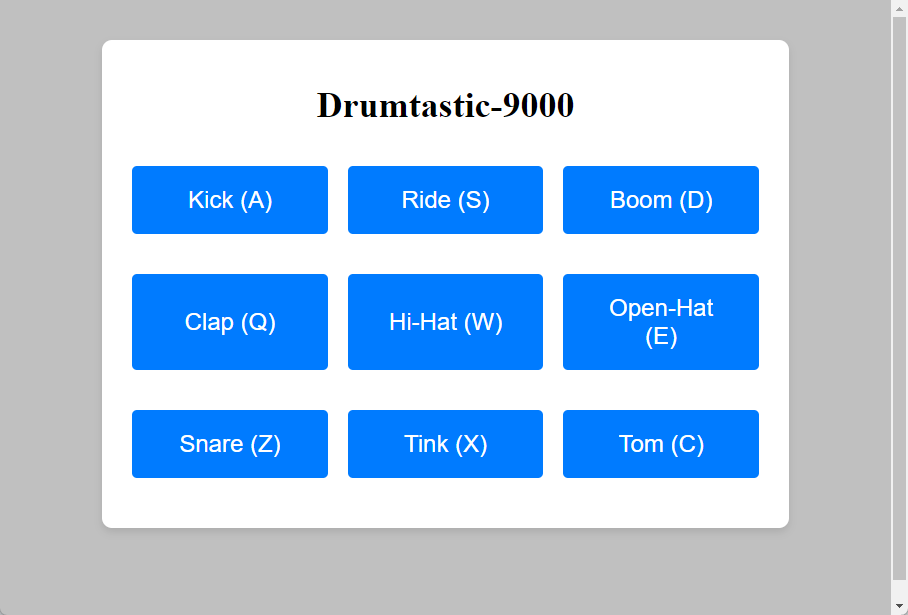 Drumtastic-9000
Kick (A)
Ride (S)
Boom (D)
Clap (Q)
Hi-Hat (W)
Open-Hat
(E)
Snare (Z)
Tink (X)
Tom (C)